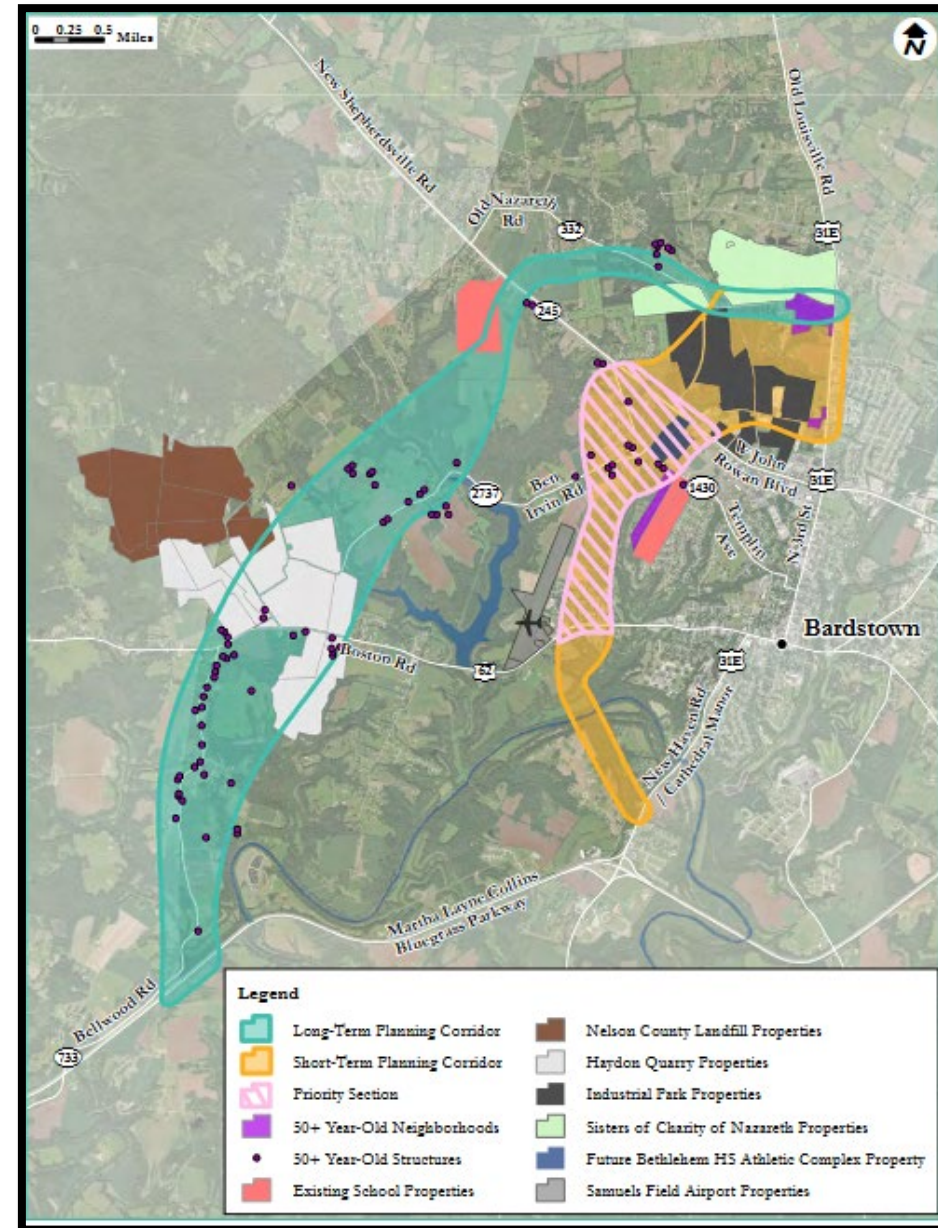 0 0.25 0.5 Miles
N
New Shepherdsville Rd
Old Louisville Rd
Old Nazareth
Rd
332
31E
245
W John
Rowan Blvd
31E
Ben
Irvin Rd
2737
1430
Templin
Ave
N 3rd St
Bardstown
Boston Rd
62
31E
New Haven Rd
/ Cathedral Manor
Martha Layne Collins
Bluegrass Parkway
Bellwood Rd
733
Legend
Long-Term Planning Corridor
Short-Term Planning Corridor
Priority Section
50+ Year-Old Neighborhoods
50+ Year-Old Structures
Existing School Properties
Nelson County Landfill Properties
Haydon Quarry Properties
Industrial Park Properties
Sisters of Charity of Nazareth Properties
Future Bethlehem HS Athletic Complex Property
Samuels Field Airport Properties